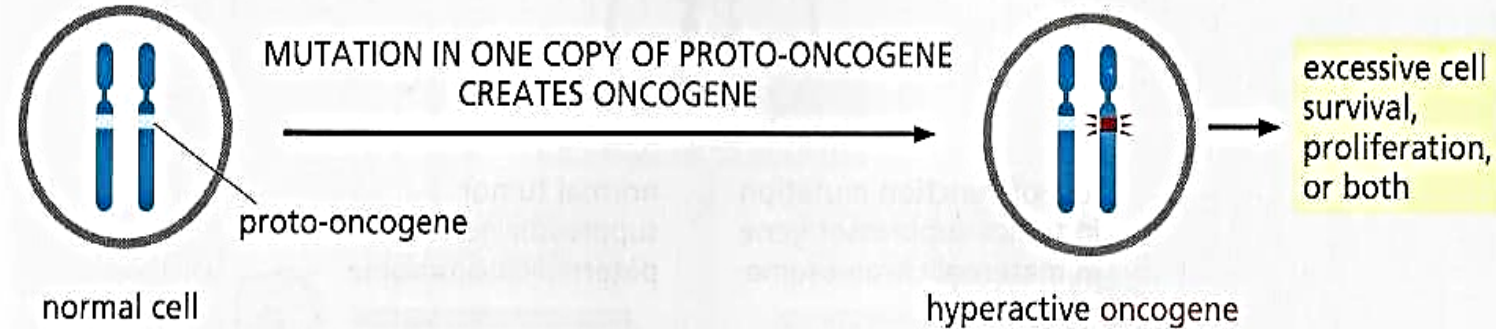 MUTATION IN ONE COPY OF PROTO-ONCOGENE
CREATES ONCOGENE
proto-oncogene
normal cell
hyperactive oncogene
excessive cell
survival,
proliferation,
or both